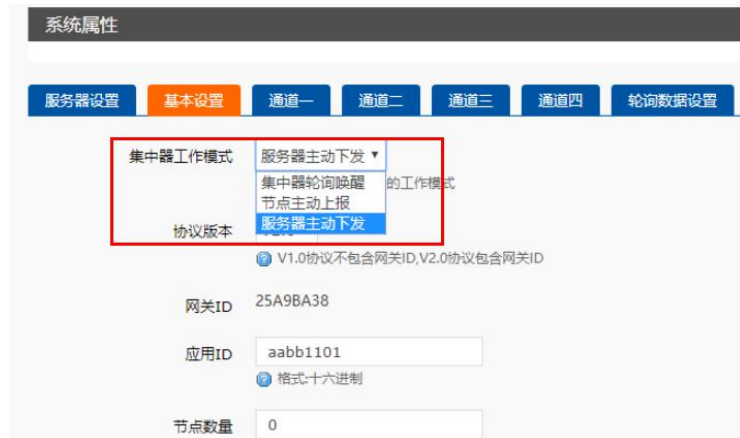 系统属性
服务器设置 基本设置 通道一 通道二 通道三 通道四 轮询数据设置
集中器工作模式 服务器主动下发
集中器轮询唤醒 的工作模式
节点主动上报
服务器主动下发
协议版本
V1.0协议不包含网关ID,V2.0协议包含网关ID
网关ID 25A9BA38
应用ID aabb1101
格式:十六进制
节点数量 0